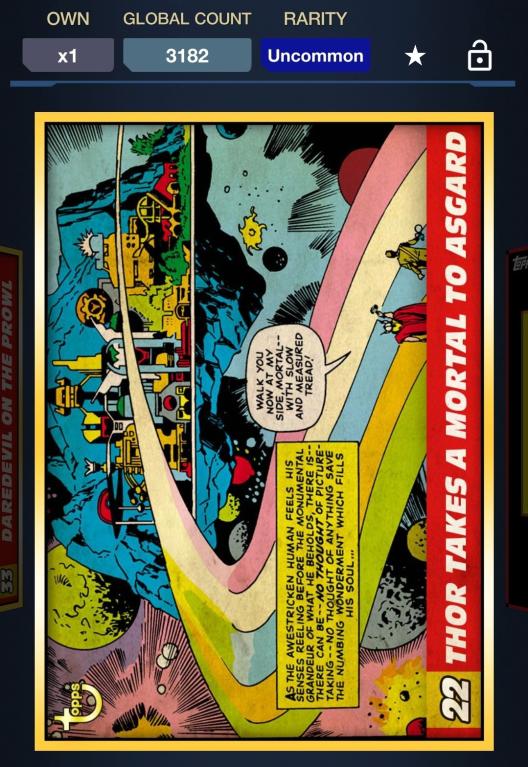 OWN GLOBAL COUNT RARITY
x1 3182 Uncommon
33 DAREDEVIL ON THE PROWL
TOPPS
topps
WALK YOU
NOW AT MY
SIDE, MORTAL--
WITH SLOW
AND MEASURED
TREAD!
AS THE AWESTRICKEN HUMAN FEELS HIS
SENSES REELING BEFORE THE MONUMENTAL
GRANDEUR OF WHAT HE BEHOLDS, THERE IS--
THERE CAN BE--NO THOUGHT OF PICTURE-
TAKING--NO THOUGHT OF ANYTHING SAVE
THE NUMBING WONDERMENT WHICH FILLS
HIS SOUL...
22 THOR TAKES A MORTAL TO ASGARD